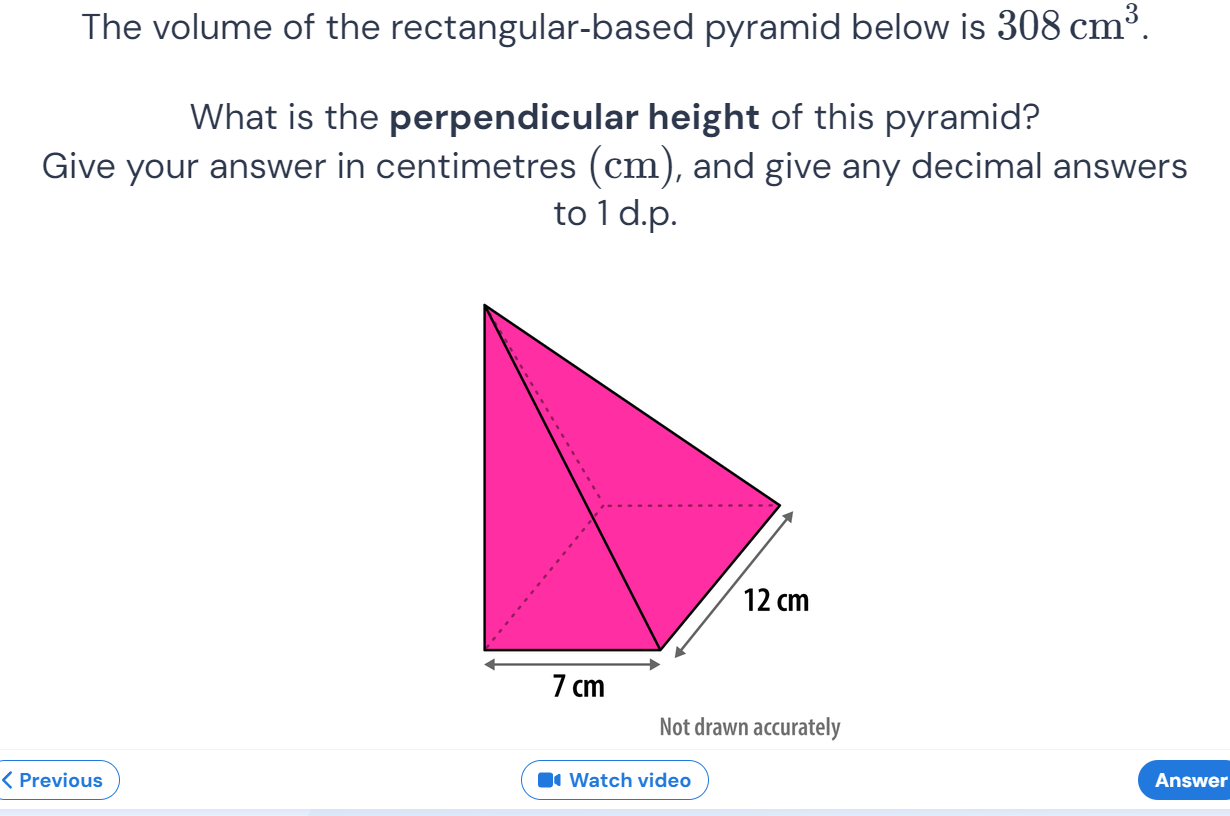 The volume of the rectangular-based pyramid below is 308 cm³.
What is the perpendicular height of this pyramid?
Give your answer in centimetres (cm), and give any decimal answers
to 1 d.p.
12 cm
7 cm
Not drawn accurately
Previous
Watch video
Answer